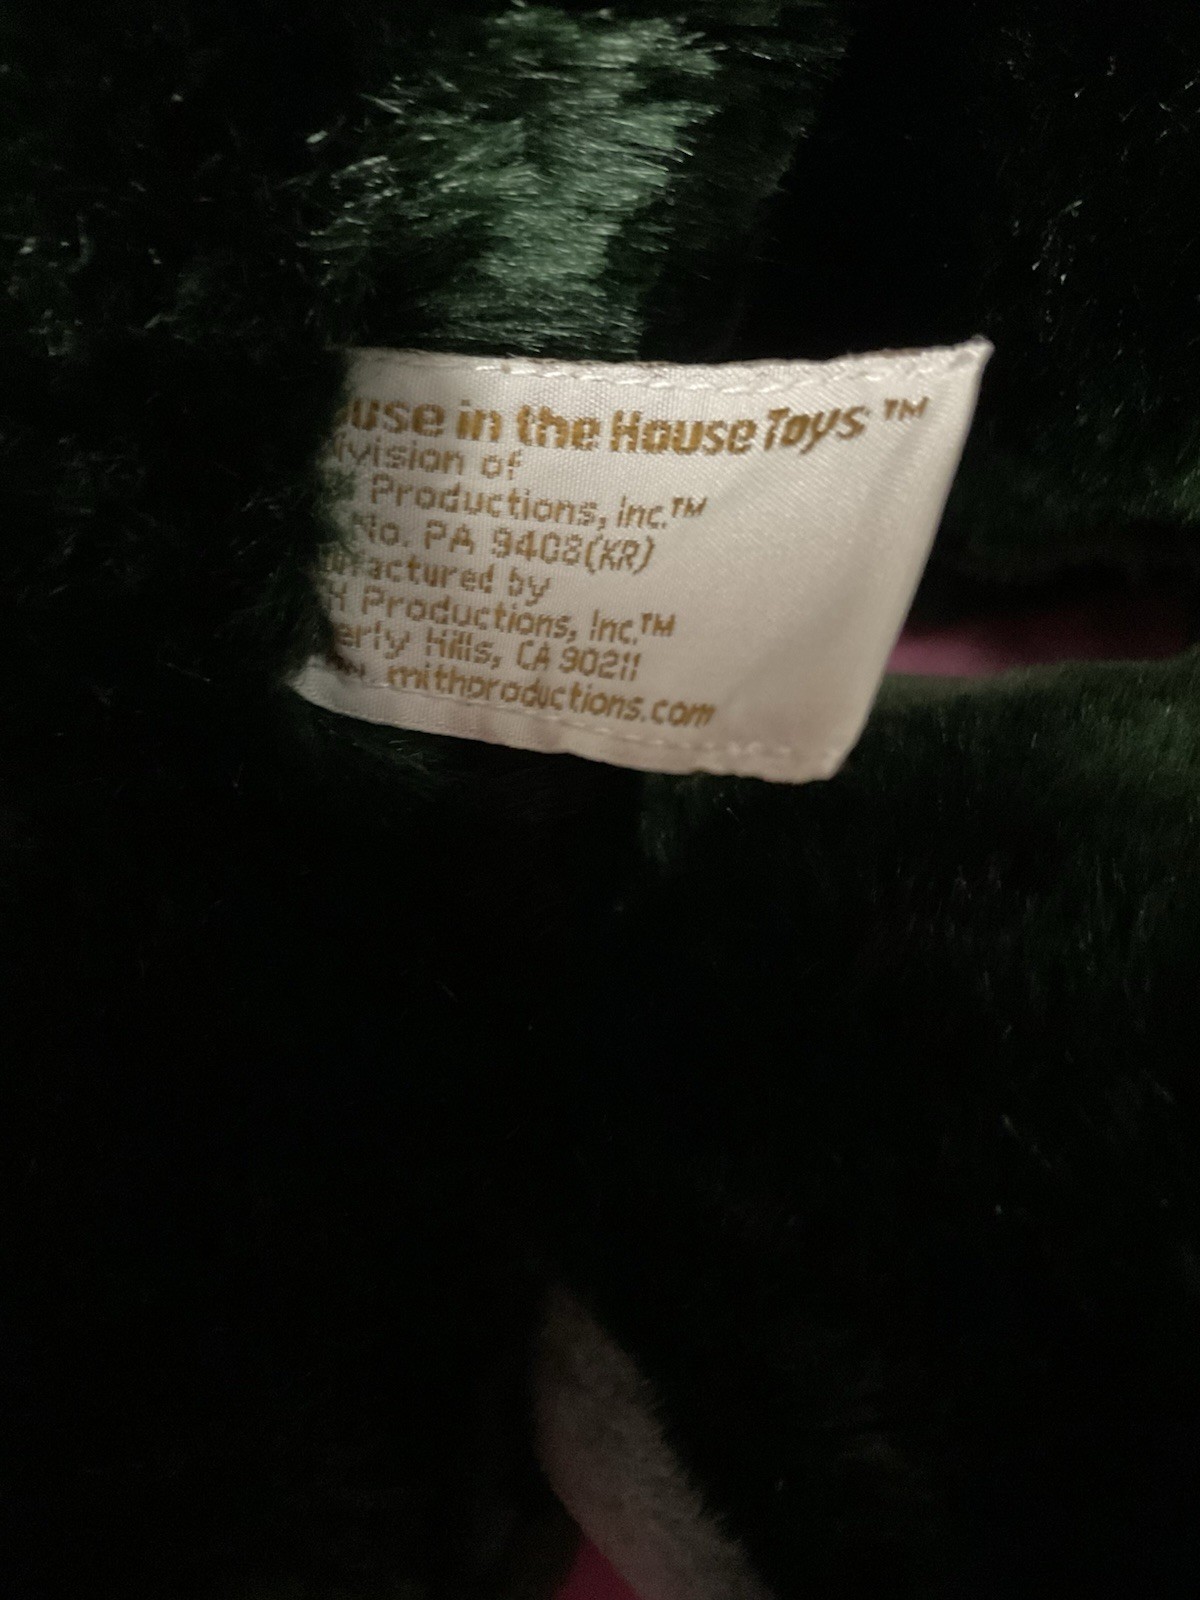 use in the House Toys ™
ivision of
Productions, Inc.™
No. PA 9408(KR)
ufactured by
H Productions, Inc.™
erly Hills, CA 90211
mithproductions.com